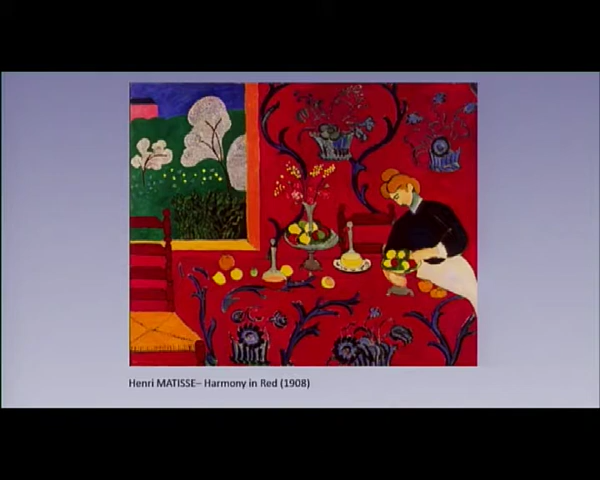 Henri MATISSE– Harmony in Red (1908)